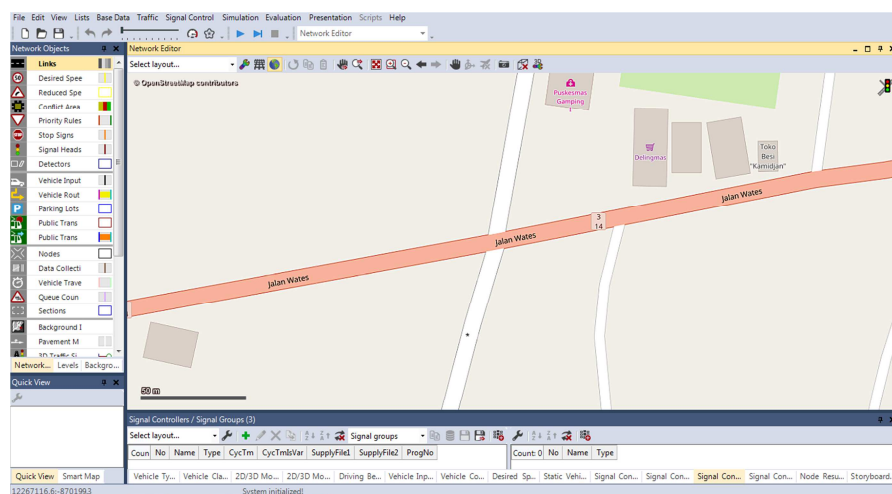 File Edit View Lists Base Data Traffic Signal Control Simulation Evaluation Presentation Scripts Help
Network Editor
Network Objects
Network Editor
Links
Desired Spee
Reduced Spe
Conflict Area
Priority Rules
Stop Signs
Signal Heads
Detectors
Vehicle Input
Vehicle Rout
Parking Lots
Public Trans
Public Trans
Nodes
Data Collecti
Vehicle Trave
Queue Coun
Sections
Background I
Pavement M
3D Traffic Si
Network... Levels Backgro...
Quick View
Quick View Smart Map
Select layout...
© OpenStreetMap contributors
Puskesmas
Gamping
1
Delingmas
Toko
Besi
"Kamidjan"
Jalan Wates
3
14
Jalan Wates
Jalan Wates
50 m
Signal Controllers / Signal Groups (3)
Select layout... Signal groups
Coun No Name Type CycTm CycTmIsVar SupplyFile1 SupplyFile2 ProgNo
Count: 0 No Name Type
Vehicle Ty... Vehicle Cla... 2D/3D Mo... 2D/3D Mo... Driving Be... Vehicle Inp... Vehicle Co... Desired Sp... Static Vehi... Signal Con... Signal Con... Signal Con... Signal Con... Node Resu... Storyboard
12267116.6:-870199.3 System initialized!